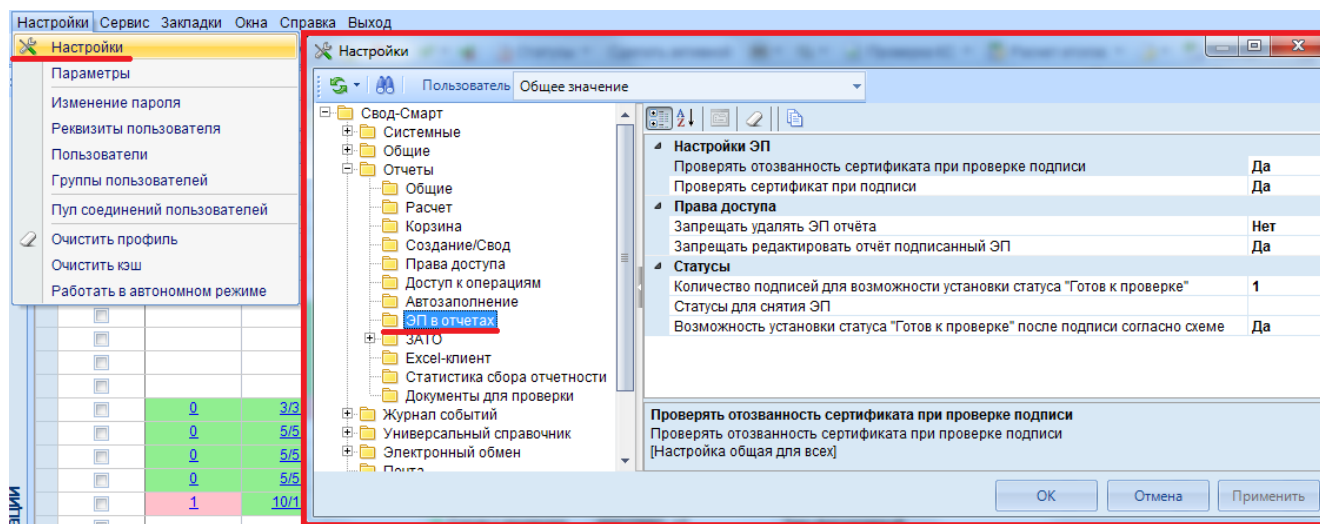 Настройки Сервис Закладки Окна Справка Выход
Настройки
Параметры
Изменение пароля
Реквизиты пользователя
Пользователи
Группы пользователей
Пул соединений пользователей
Очистить профиль
Очистить кэш
Работать в автономном режиме
0 3/3
0 5/5
0 5/5
0 5/5
1 10/1
ции
Настройки
Пользователь Общее значение
Свод-Смарт
Системные
Общие
Отчеты
Общие
Расчет
Корзина
Создание/Свод
Права доступа
Доступ к операциям
Автозаполнение
ЭП в отчетах
ЗАТО
Excel-клиент
Статистика сбора отчетности
Документы для проверки
Журнал событий
Универсальный справочник
Электронный обмен
Почта
Настройки ЭП
Проверять отозванность сертификата при проверке подписи Да
Проверять сертификат при подписи Да
Права доступа
Запрещать удалять ЭП отчёта Нет
Запрещать редактировать отчёт подписанный ЭП Да
Статусы
Количество подписей для возможности установки статуса "Готов к проверке" 1
Статусы для снятия ЭП
Возможность установки статуса "Готов к проверке" после подписи согласно схеме Да
Проверять отозванность сертификата при проверке подписи
Проверять отозванность сертификата при проверке подписи
[Настройка общая для всех]
ОК Отмена Применить